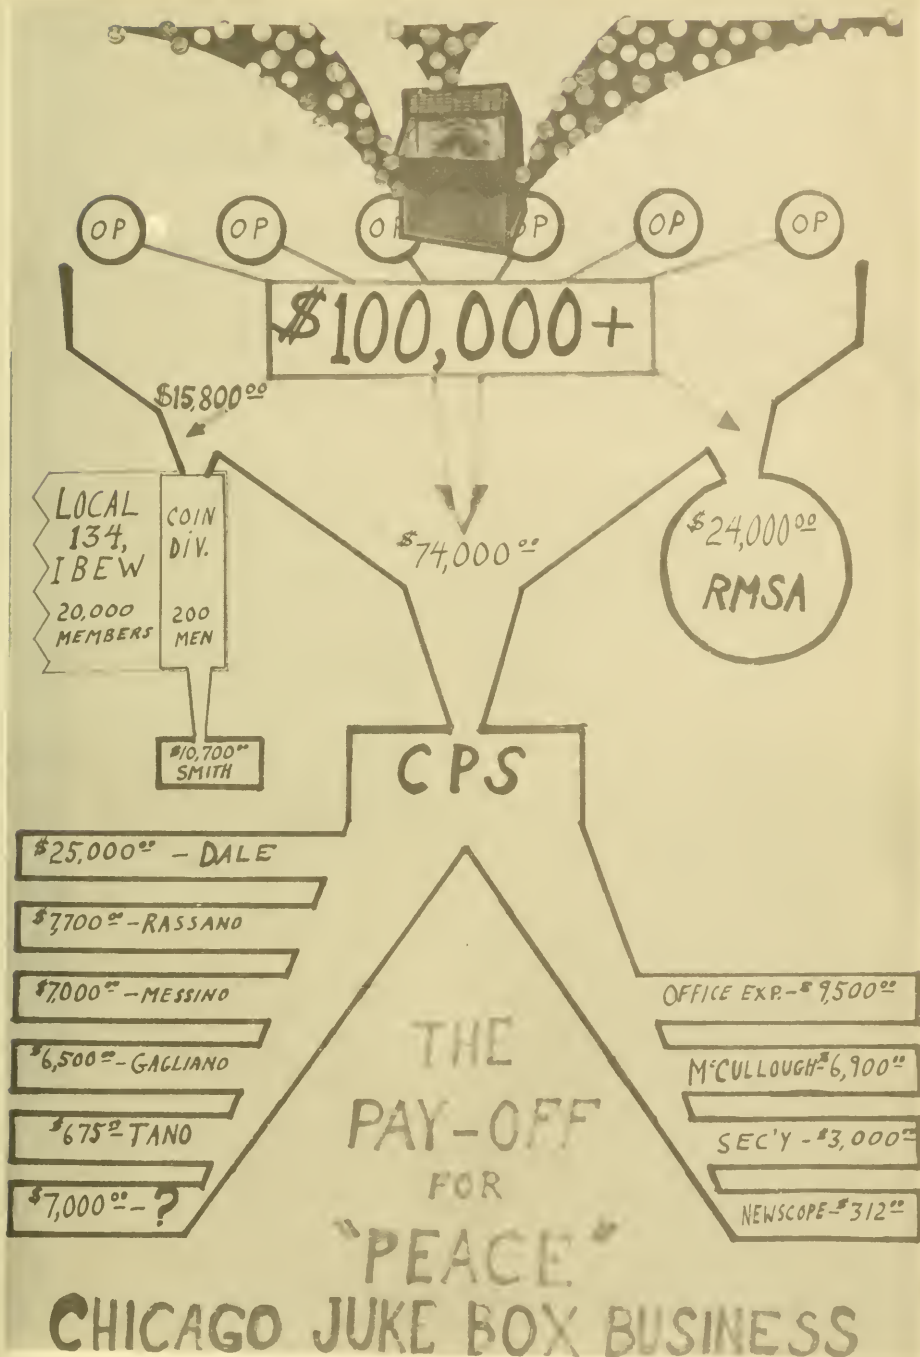 OP OP OP OP OP OP
$100,000+
$15,800.00
LOCAL
134,
IBEW
20,000
MEMBERS
COIN
DIV.
200
MEN
$74,000.00
$24,000.00
RMSA
$10,700.00
SMITH
CPS
$25,000.00 - DALE
$7,700.00 - RASSANO
$7,000.00 - MESSINO
$6,500.00 - GAGLIANO
$675.00 - TANO
$7,000.00 - ?
OFFICE EXP. - $9,500.00
McCULLOUGH - $6,900.00
SEC'Y - $3,000.00
NEWSCOPE - $312.00
THE
PAY-OFF
FOR
"PEACE"
CHICAGO JUKE BOX BUSINESS